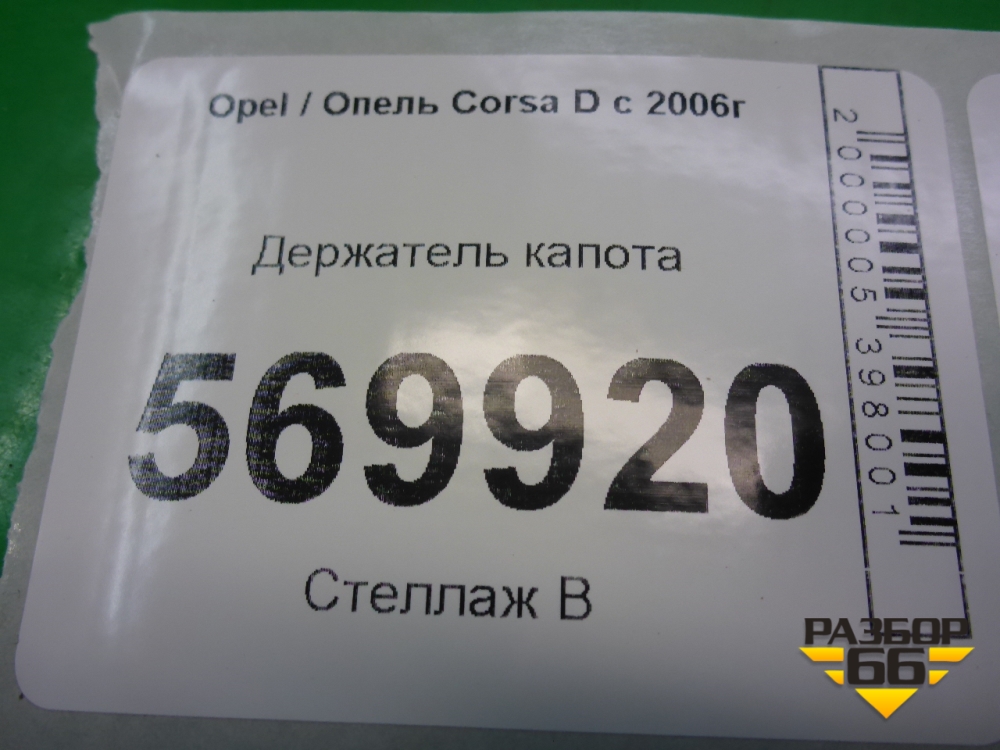 Opel / Опель Corsa D с 2006г
Держатель капота
569920
Стеллаж В
2000005398001
РАЗБОР
66